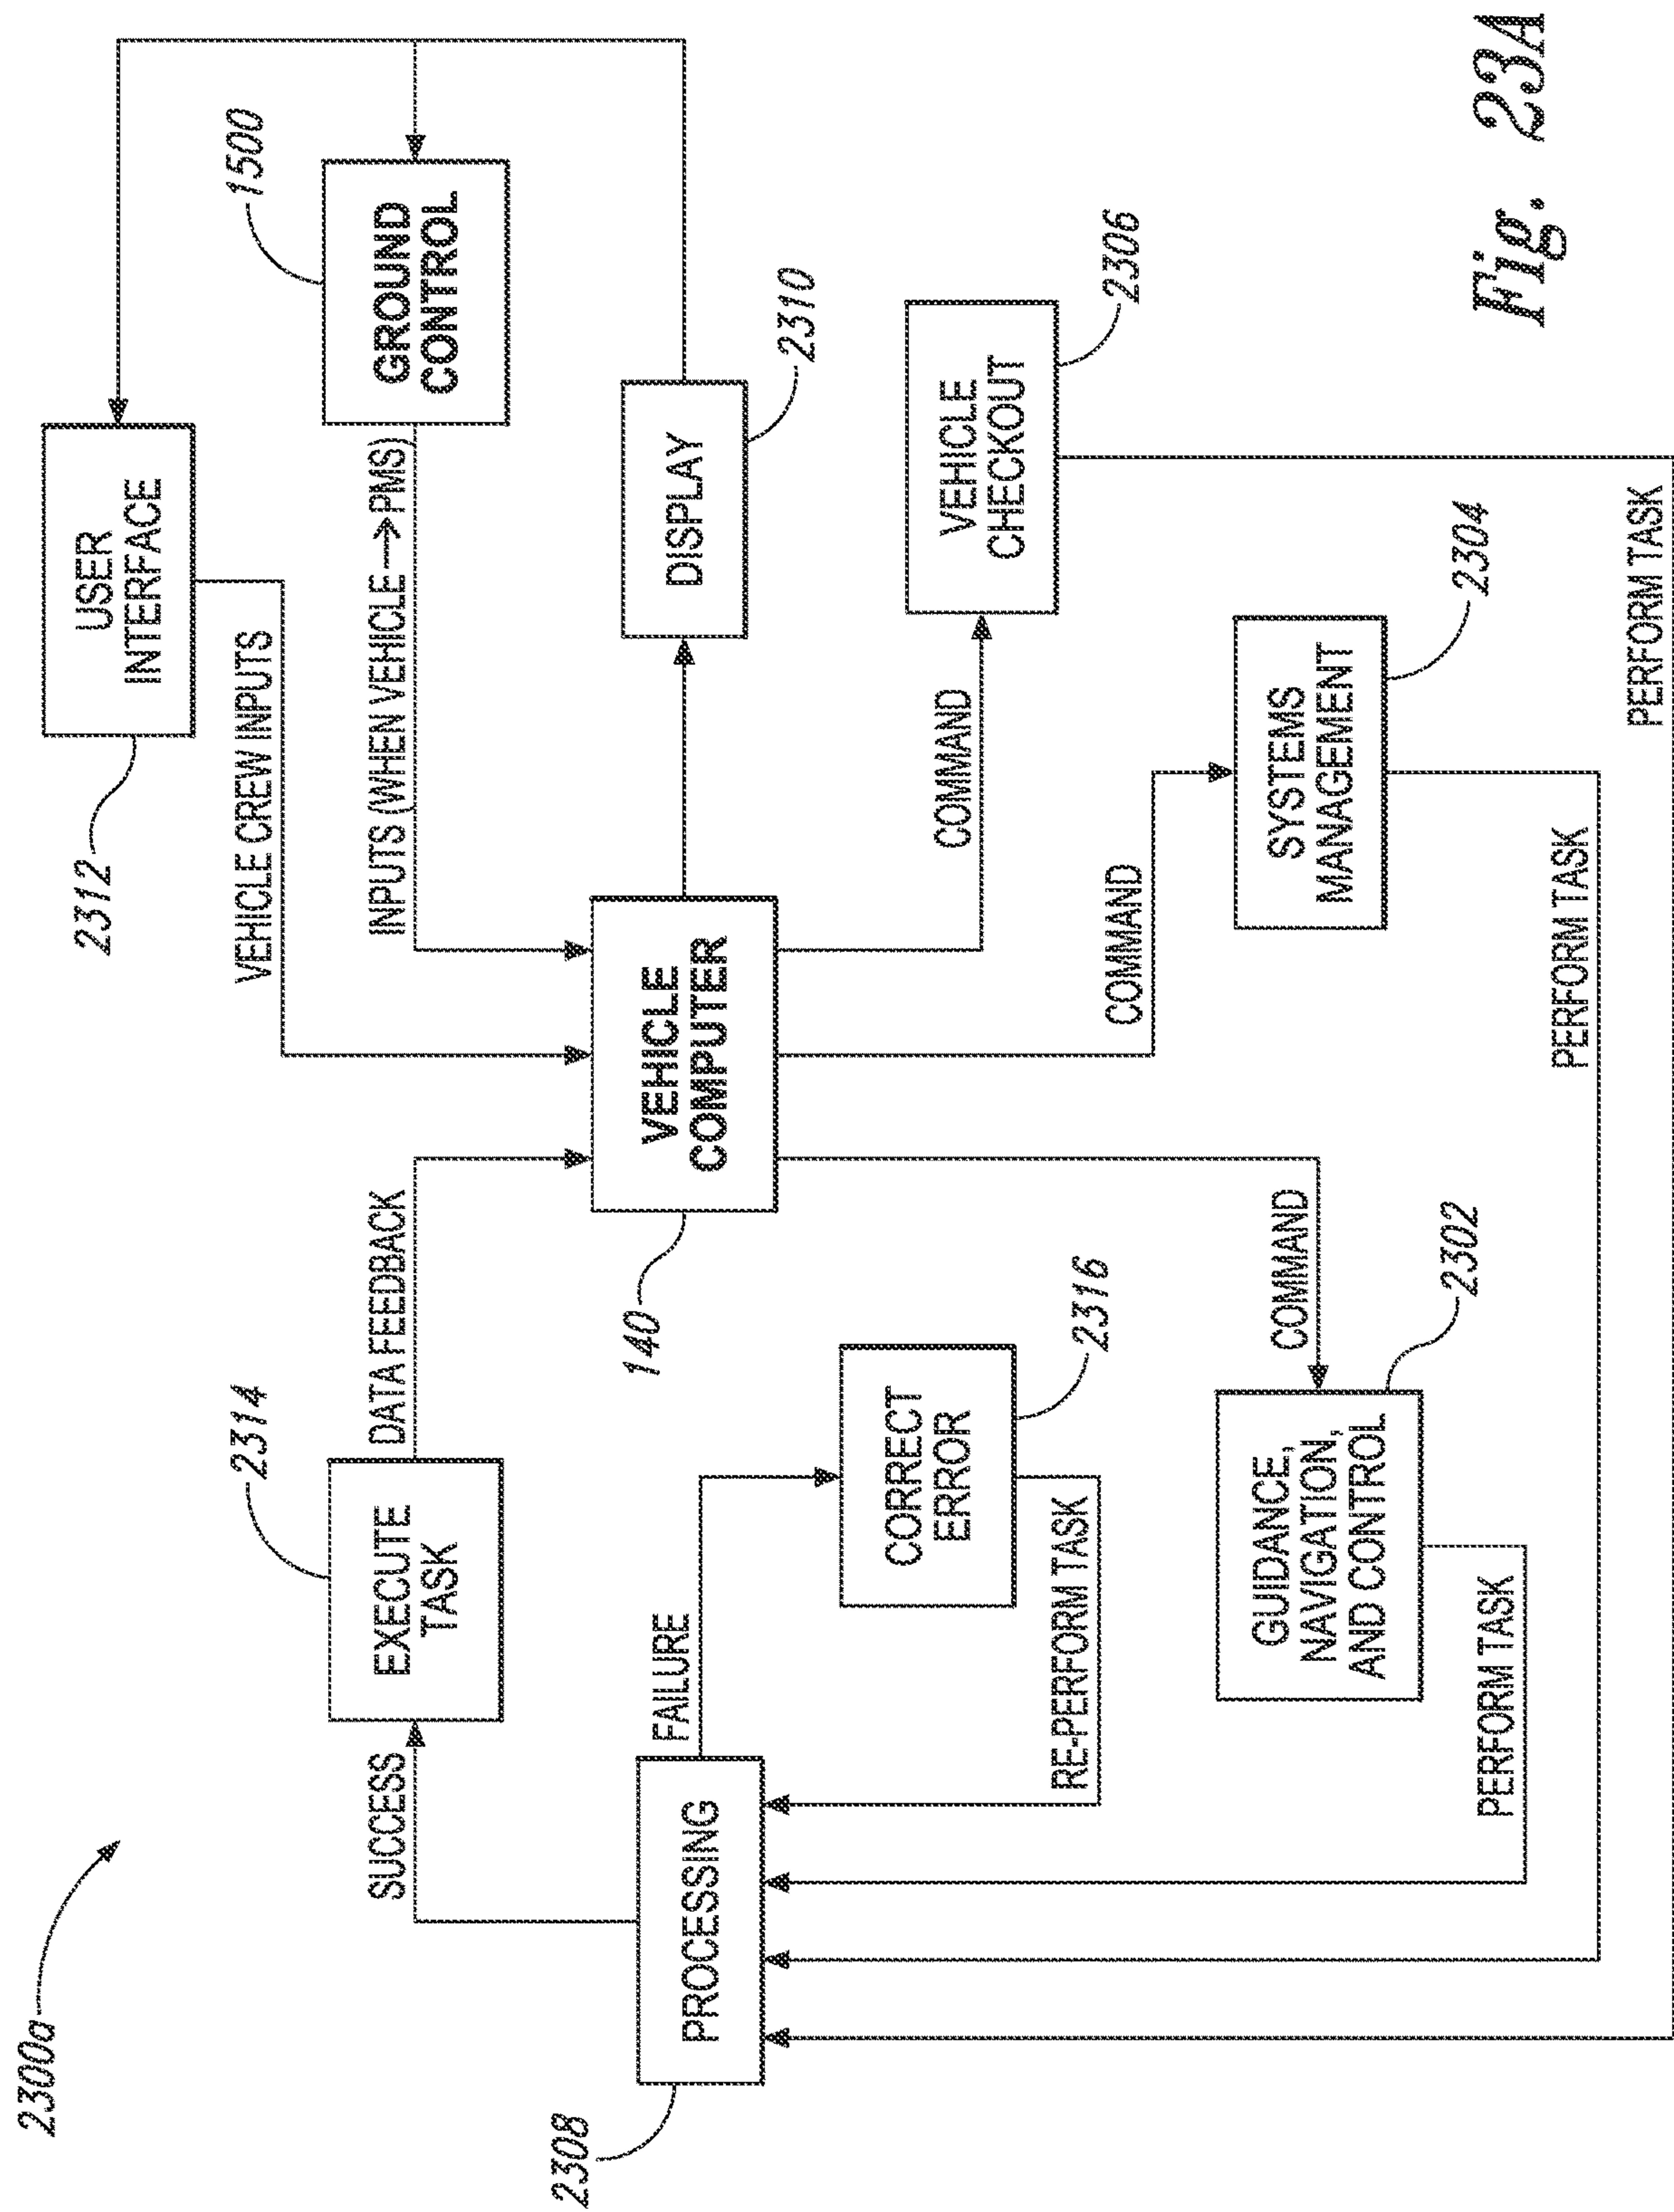 2300a
2312
USER
INTERFACE
VEHICLE CREW INPUTS
1500
GROUND
CONTROL
INPUTS (WHEN VEHICLE→PMS)
2314
EXECUTE
TASK
SUCCESS
DATA FEEDBACK
2308
PROCESSING
FAILURE
VEHICLE
COMPUTER
140
DISPLAY
2310
CORRECT
ERROR
2316
RE-PERFORM TASK
COMMAND
VEHICLE
CHECKOUT
2306
COMMAND
SYSTEMS
MANAGEMENT
2304
COMMAND
GUIDANCE,
NAVIGATION,
AND CONTROL
2302
PERFORM TASK
PERFORM TASK
PERFORM TASK
Fig. 23A